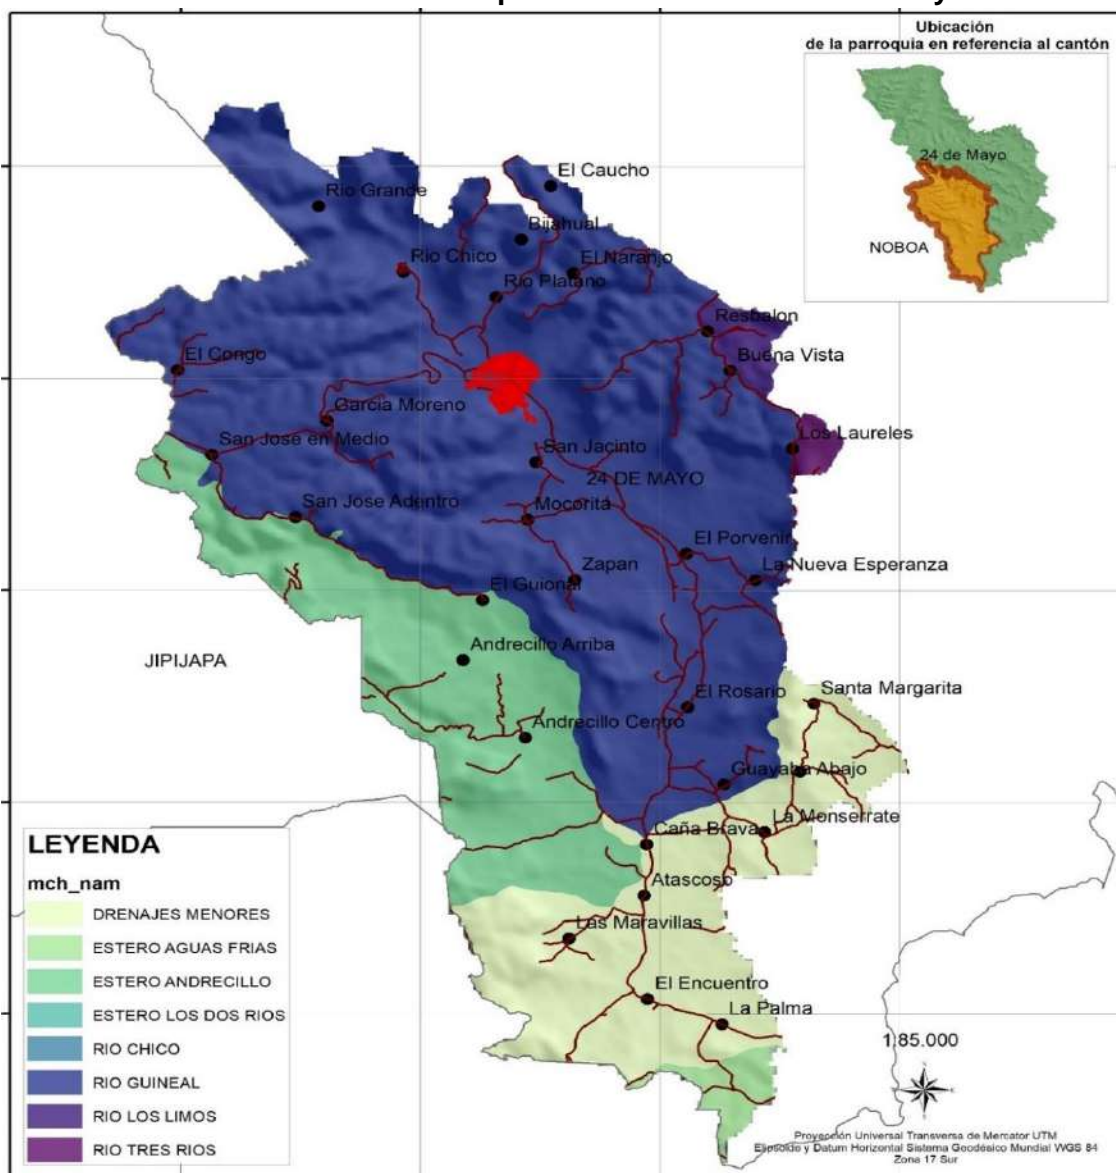 Ubicación
de la parroquia en referencia al cantón
24 de Mayo
NOBOA
El Caucho
Rio Grande
Bijahual
Rio Chico
El Naranjo
Rio Platano
Resbalon
El Congo
Buena Vista
Garcia Moreno
San Jose en Medio
San Jacinto
Los Laureles
24 DE MAYO
San Jose Adentro
Mocorita
El Porvenir
Zapan
La Nueva Esperanza
El Guional
Andrecillo Arriba
JIPIJAPA
El Rosario
Santa Margarita
Andrecillo Centro
Guayaba Abajo
La Monserrate
Caña Brava
Atascoso
Las Maravillas
El Encuentro
La Palma
LEYENDA
mch_nam
DRENAJES MENORES
ESTERO AGUAS FRIAS
ESTERO ANDRECILLO
ESTERO LOS DOS RIOS
RIO CHICO
RIO GUINEAL
RIO LOS LIMOS
RIO TRES RIOS
1:85.000
Proyección Universal Transversa de Mercator UTM
Elipsoide y Datum Horizontal Sistema Geodésico Mundial WGS 84
Zona 17 Sur